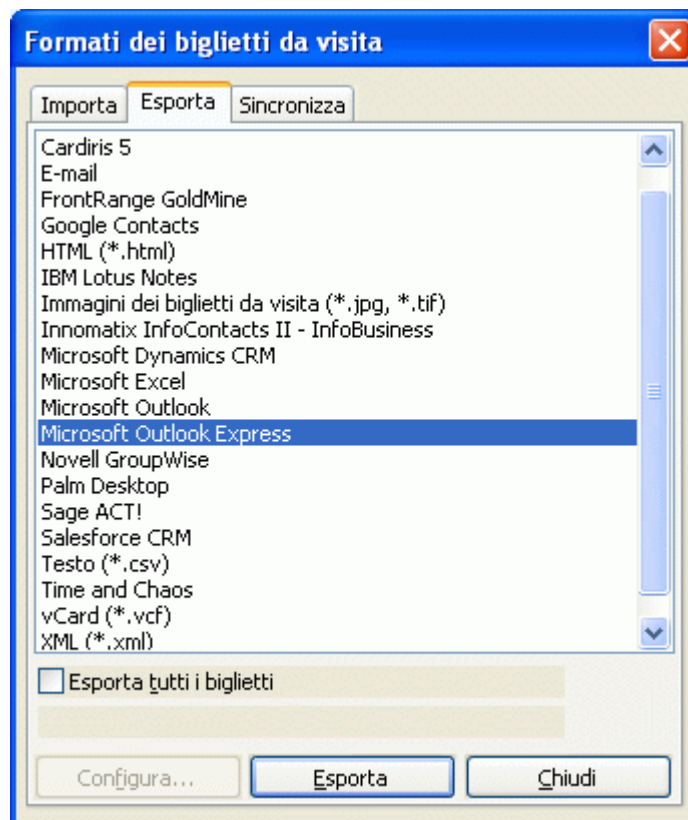 Formati dei biglietti da visita
Importa Esporta Sincronizza
Cardiris 5
E-mail
FrontRange GoldMine
Google Contacts
HTML (*.html)
IBM Lotus Notes
Immagini dei biglietti da visita (*.jpg, *.tif)
Innomatix InfoContacts II - InfoBusiness
Microsoft Dynamics CRM
Microsoft Excel
Microsoft Outlook
Microsoft Outlook Express
Novell GroupWise
Palm Desktop
Sage ACT!
Salesforce CRM
Testo (*.csv)
Time and Chaos
vCard (*.vcf)
XML (*.xml)
Esporta tutti i biglietti
Configura... Esporta Chiudi